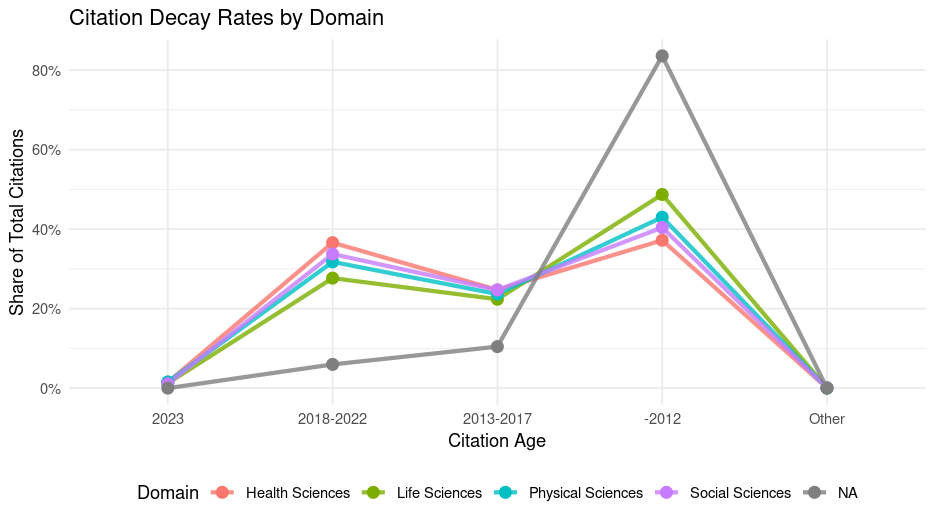 Citation Decay Rates by Domain
Share of Total Citations
80%
60%
40%
20%
0%
2023 2018-2022 2013-2017 -2012 Other
Citation Age
Domain Health Sciences Life Sciences Physical Sciences Social Sciences NA